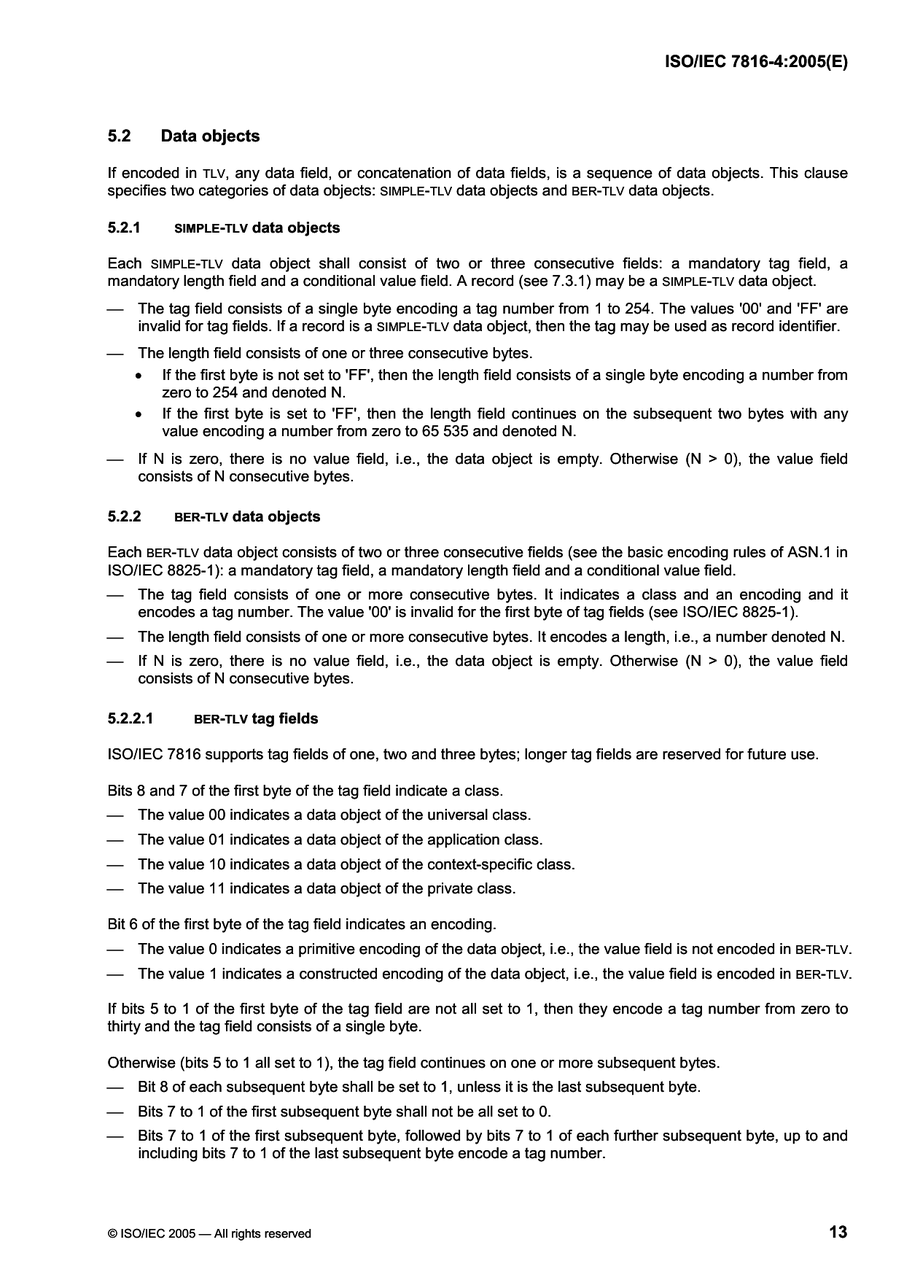 ISO/IEC 7816-4:2005(E)
5.2 Data objects
If encoded in TLV, any data field, or concatenation of data fields, is a sequence of data objects. This clause
specifies two categories of data objects: SIMPLE-TLV data objects and BER-TLV data objects.
5.2.1 SIMPLE-TLV data objects
Each SIMPLE-TLV data object shall consist of two or three consecutive fields: a mandatory tag field, a
mandatory length field and a conditional value field. A record (see 7.3.1) may be a SIMPLE-TLV data object.
— The tag field consists of a single byte encoding a tag number from 1 to 254. The values '00' and 'FF' are
invalid for tag fields. If a record is a SIMPLE-TLV data object, then the tag may be used as record identifier.
— The length field consists of one or three consecutive bytes.
• If the first byte is not set to 'FF', then the length field consists of a single byte encoding a number from
zero to 254 and denoted N.
• If the first byte is set to 'FF', then the length field continues on the subsequent two bytes with any
value encoding a number from zero to 65 535 and denoted N.
— If N is zero, there is no value field, i.e., the data object is empty. Otherwise (N > 0), the value field
consists of N consecutive bytes.
5.2.2 BER-TLV data objects
Each BER-TLV data object consists of two or three consecutive fields (see the basic encoding rules of ASN.1 in
ISO/IEC 8825-1): a mandatory tag field, a mandatory length field and a conditional value field.
— The tag field consists of one or more consecutive bytes. It indicates a class and an encoding and it
encodes a tag number. The value '00' is invalid for the first byte of tag fields (see ISO/IEC 8825-1).
— The length field consists of one or more consecutive bytes. It encodes a length, i.e., a number denoted N.
— If N is zero, there is no value field, i.e., the data object is empty. Otherwise (N > 0), the value field
consists of N consecutive bytes.
5.2.2.1 BER-TLV tag fields
ISO/IEC 7816 supports tag fields of one, two and three bytes; longer tag fields are reserved for future use.
Bits 8 and 7 of the first byte of the tag field indicate a class.
— The value 00 indicates a data object of the universal class.
— The value 01 indicates a data object of the application class.
— The value 10 indicates a data object of the context-specific class.
— The value 11 indicates a data object of the private class.
Bit 6 of the first byte of the tag field indicates an encoding.
— The value 0 indicates a primitive encoding of the data object, i.e., the value field is not encoded in BER-TLV.
— The value 1 indicates a constructed encoding of the data object, i.e., the value field is encoded in BER-TLV.
If bits 5 to 1 of the first byte of the tag field are not all set to 1, then they encode a tag number from zero to
thirty and the tag field consists of a single byte.
Otherwise (bits 5 to 1 all set to 1), the tag field continues on one or more subsequent bytes.
— Bit 8 of each subsequent byte shall be set to 1, unless it is the last subsequent byte.
— Bits 7 to 1 of the first subsequent byte shall not be all set to 0.
— Bits 7 to 1 of the first subsequent byte, followed by bits 7 to 1 of each further subsequent byte, up to and
including bits 7 to 1 of the last subsequent byte encode a tag number.
© ISO/IEC 2005 — All rights reserved 13